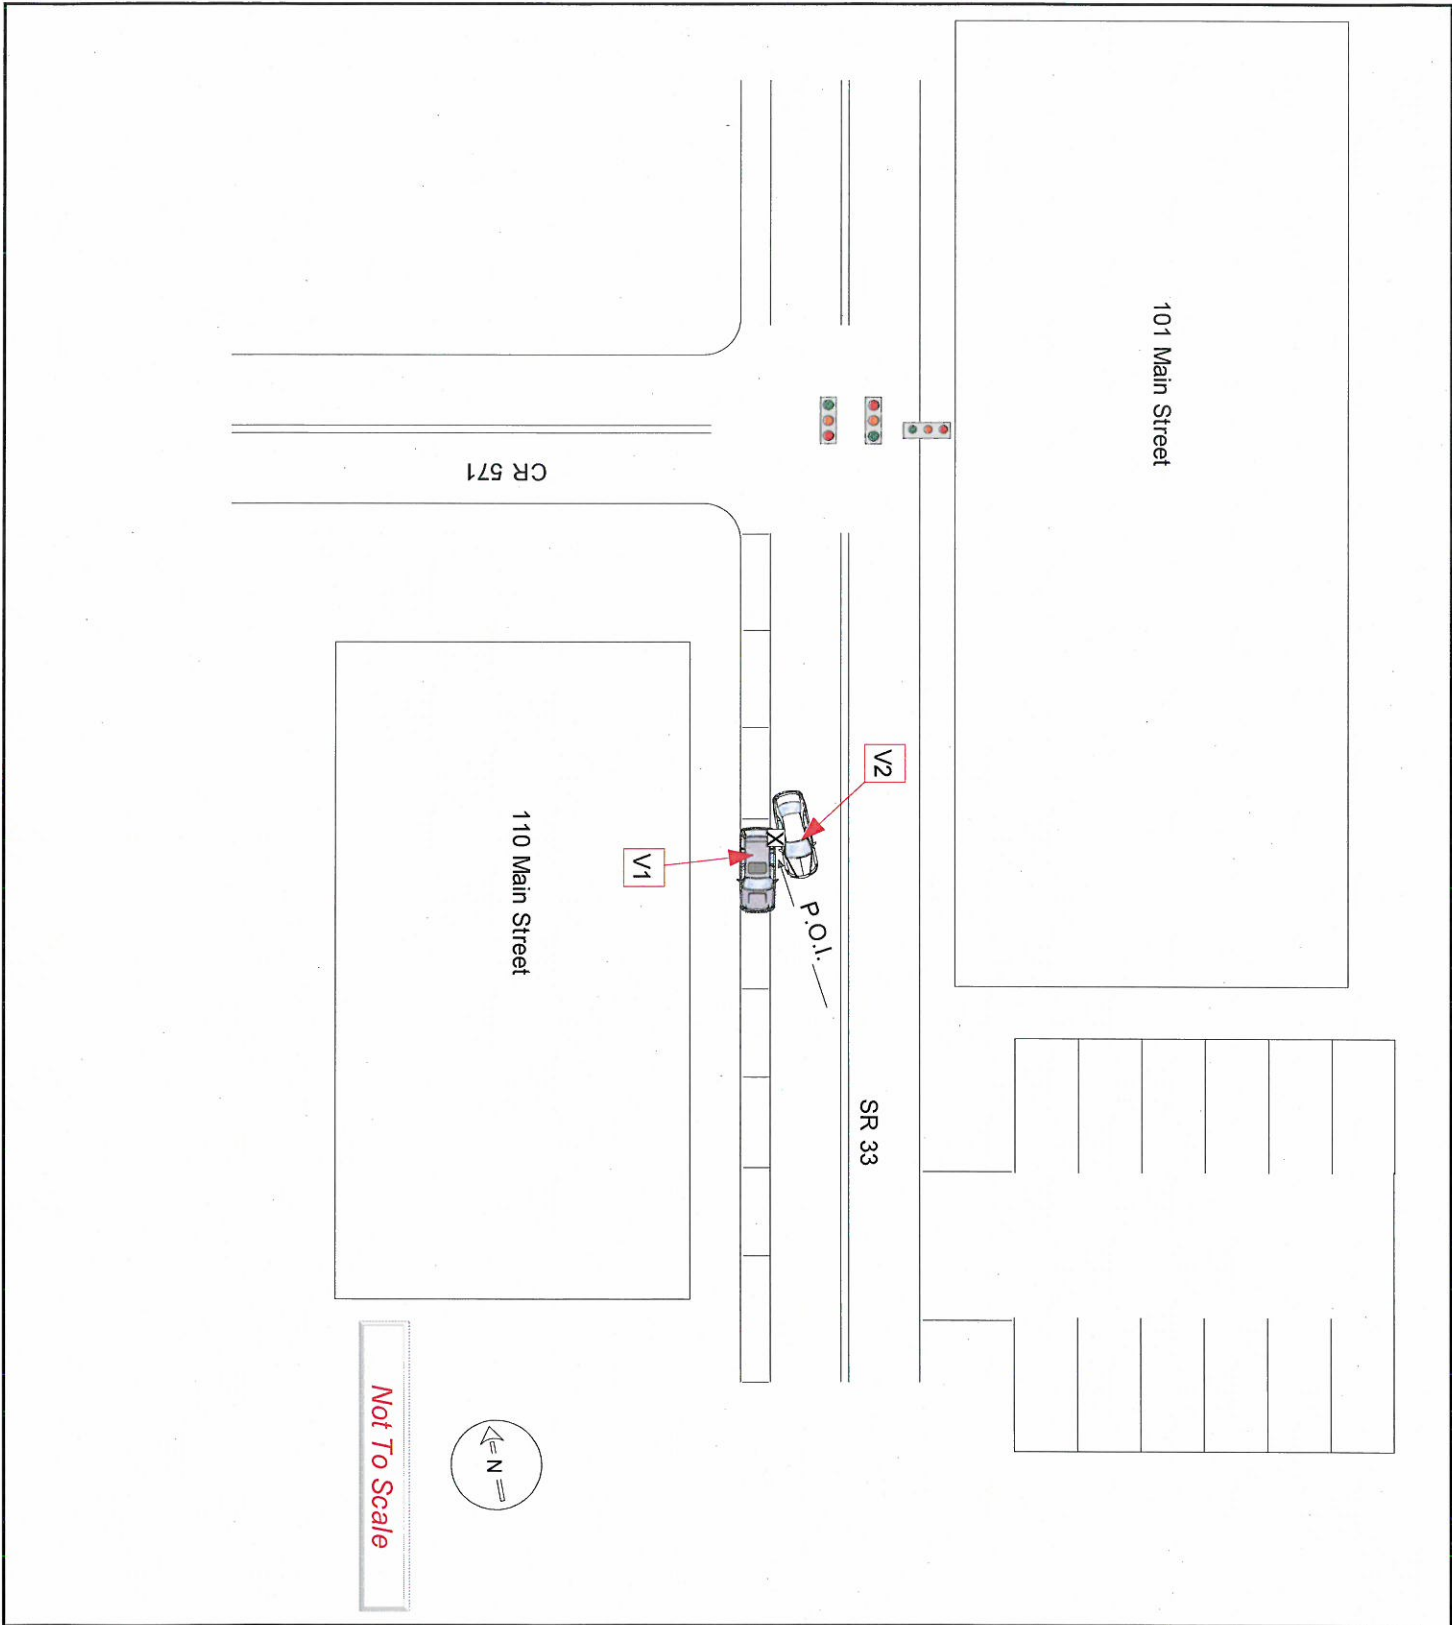 101 Main Street
CR 571
V2
V1
P.O.I.
X
110 Main Street
SR 33
Not To Scale
N